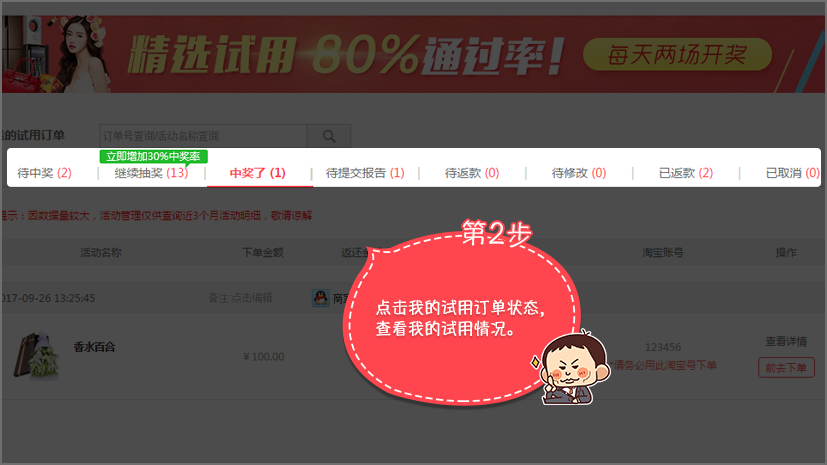 精选试用 80%通过率!
每天两场开奖
的试用订单
订单号查询/活动名称查询
立即增加30%中奖率
待中奖 (2)
继续抽奖 (13)
中奖了 (1)
待提交报告 (1)
待返款 (0)
待修改 (0)
已返款 (2)
已取消 (0)
提示：因数据量较大，活动管理仅供查询近3个月活动明细，敬请谅解
第2步
活动名称
下单金额
返还
淘宝账号
操作
点击我的试用订单状态，
查看我的试用情况。
017-09-26 13:25:45
备注 点击编辑
商
香水百合
¥100.00
123456
请务必用此淘宝号下单
查看详情
前去下单